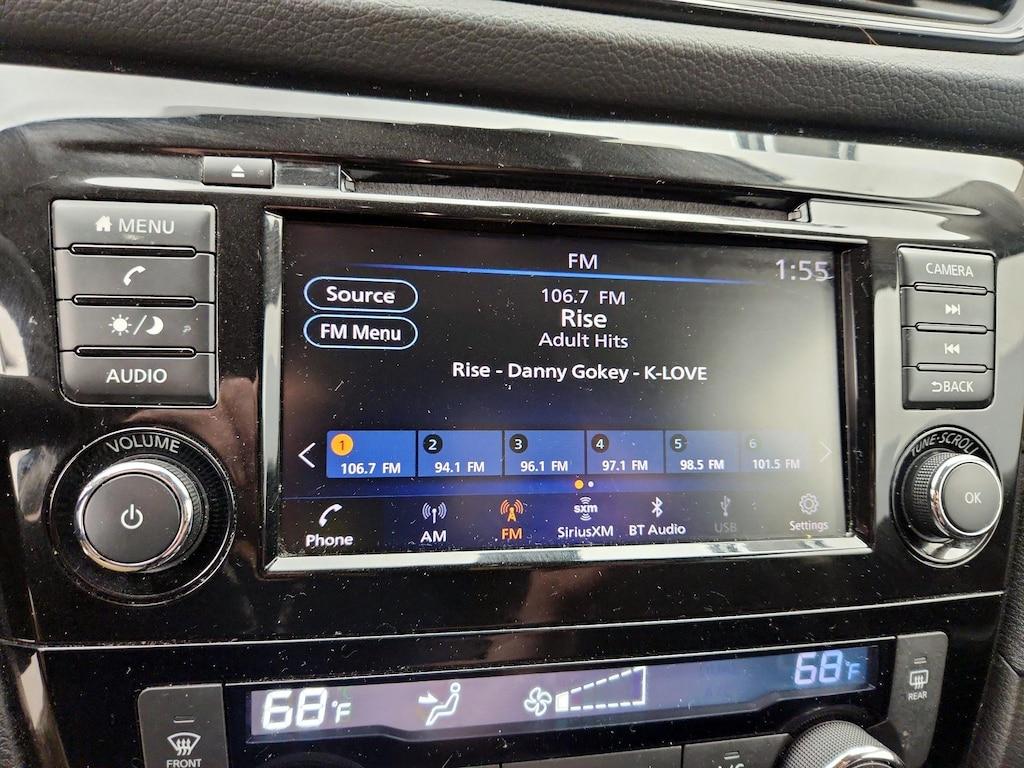 MENU
AUDIO
VOLUME
FM
1:55
Source
FM Menu
106.7 FM
Rise
Adult Hits
Rise - Danny Gokey - K-LOVE
1 2 3 4 5 6
106.7 FM 94.1 FM 96.1 FM 97.1 FM 98.5 FM 101.5 FM
Phone AM FM sxm SiriusXM BT Audio USB Settings
CAMERA
BACK
TUNE·SCROLL
OK
68°F
68°F
FRONT
REAR